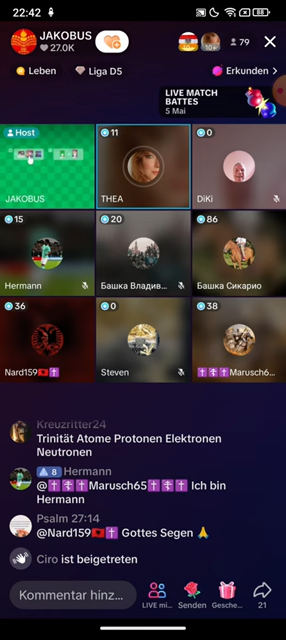 22:42
88
JAKOBUS
27.0K
10+
79
Leben
Liga D5
Erkunden >
LIVE MATCH
BATTES
5 Mai
Host
11
0
JAKOBUS
THEA
DiKi
15
20
86
Hermann
Башка Владив...
Башка Сикарио
36
0
38
Nard159🇦🇱✝️
Steven
✝️☦️✝️Marusch6...
Kreuzritter24
Trinität Atome Protonen Elektronen
Neutronen
8 Hermann
@✝️☦️✝️Marusch65✝️☦️✝️ Ich bin
Hermann
Psalm 27:14
@Nard159🇦🇱✝️ Gottes Segen 🙏
Ciro ist beigetreten
Kommentar hinz...
LIVE mi...
Senden
Gesche...
21